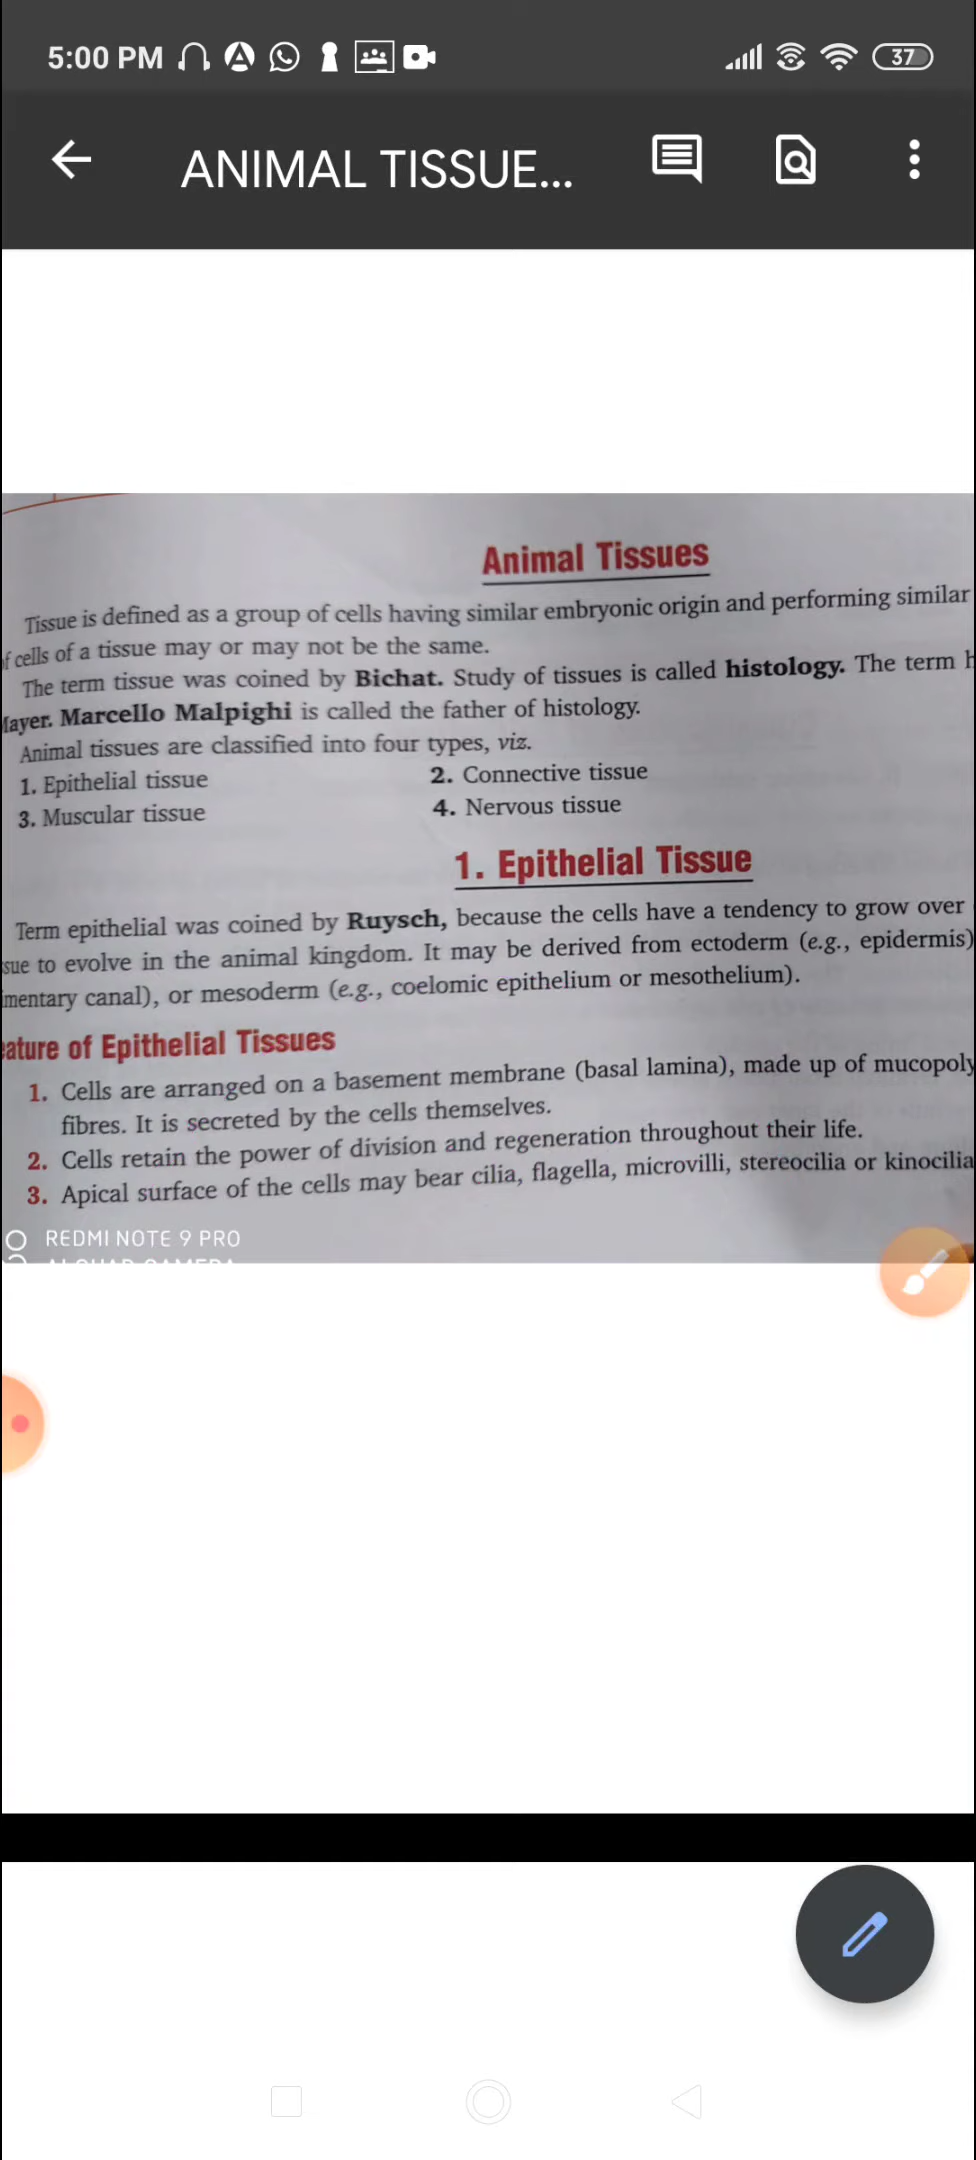 5:00 PM
37
ANIMAL TISSUE...
Animal Tissues
Tissue is defined as a group of cells having similar embryonic origin and performing similar
of cells of a tissue may or may not be the same.
The term tissue was coined by Bichat. Study of tissues is called histology. The term h
Mayer. Marcello Malpighi is called the father of histology.
Animal tissues are classified into four types, viz.
1. Epithelial tissue 2. Connective tissue
3. Muscular tissue 4. Nervous tissue
1. Epithelial Tissue
Term epithelial was coined by Ruysch, because the cells have a tendency to grow over
ssue to evolve in the animal kingdom. It may be derived from ectoderm (e.g., epidermis)
imentary canal), or mesoderm (e.g., coelomic epithelium or mesothelium).
eature of Epithelial Tissues
1. Cells are arranged on a basement membrane (basal lamina), made up of mucopoly
fibres. It is secreted by the cells themselves.
2. Cells retain the power of division and regeneration throughout their life.
3. Apical surface of the cells may bear cilia, flagella, microvilli, stereocilia or kinocilia
REDMI NOTE 9 PRO